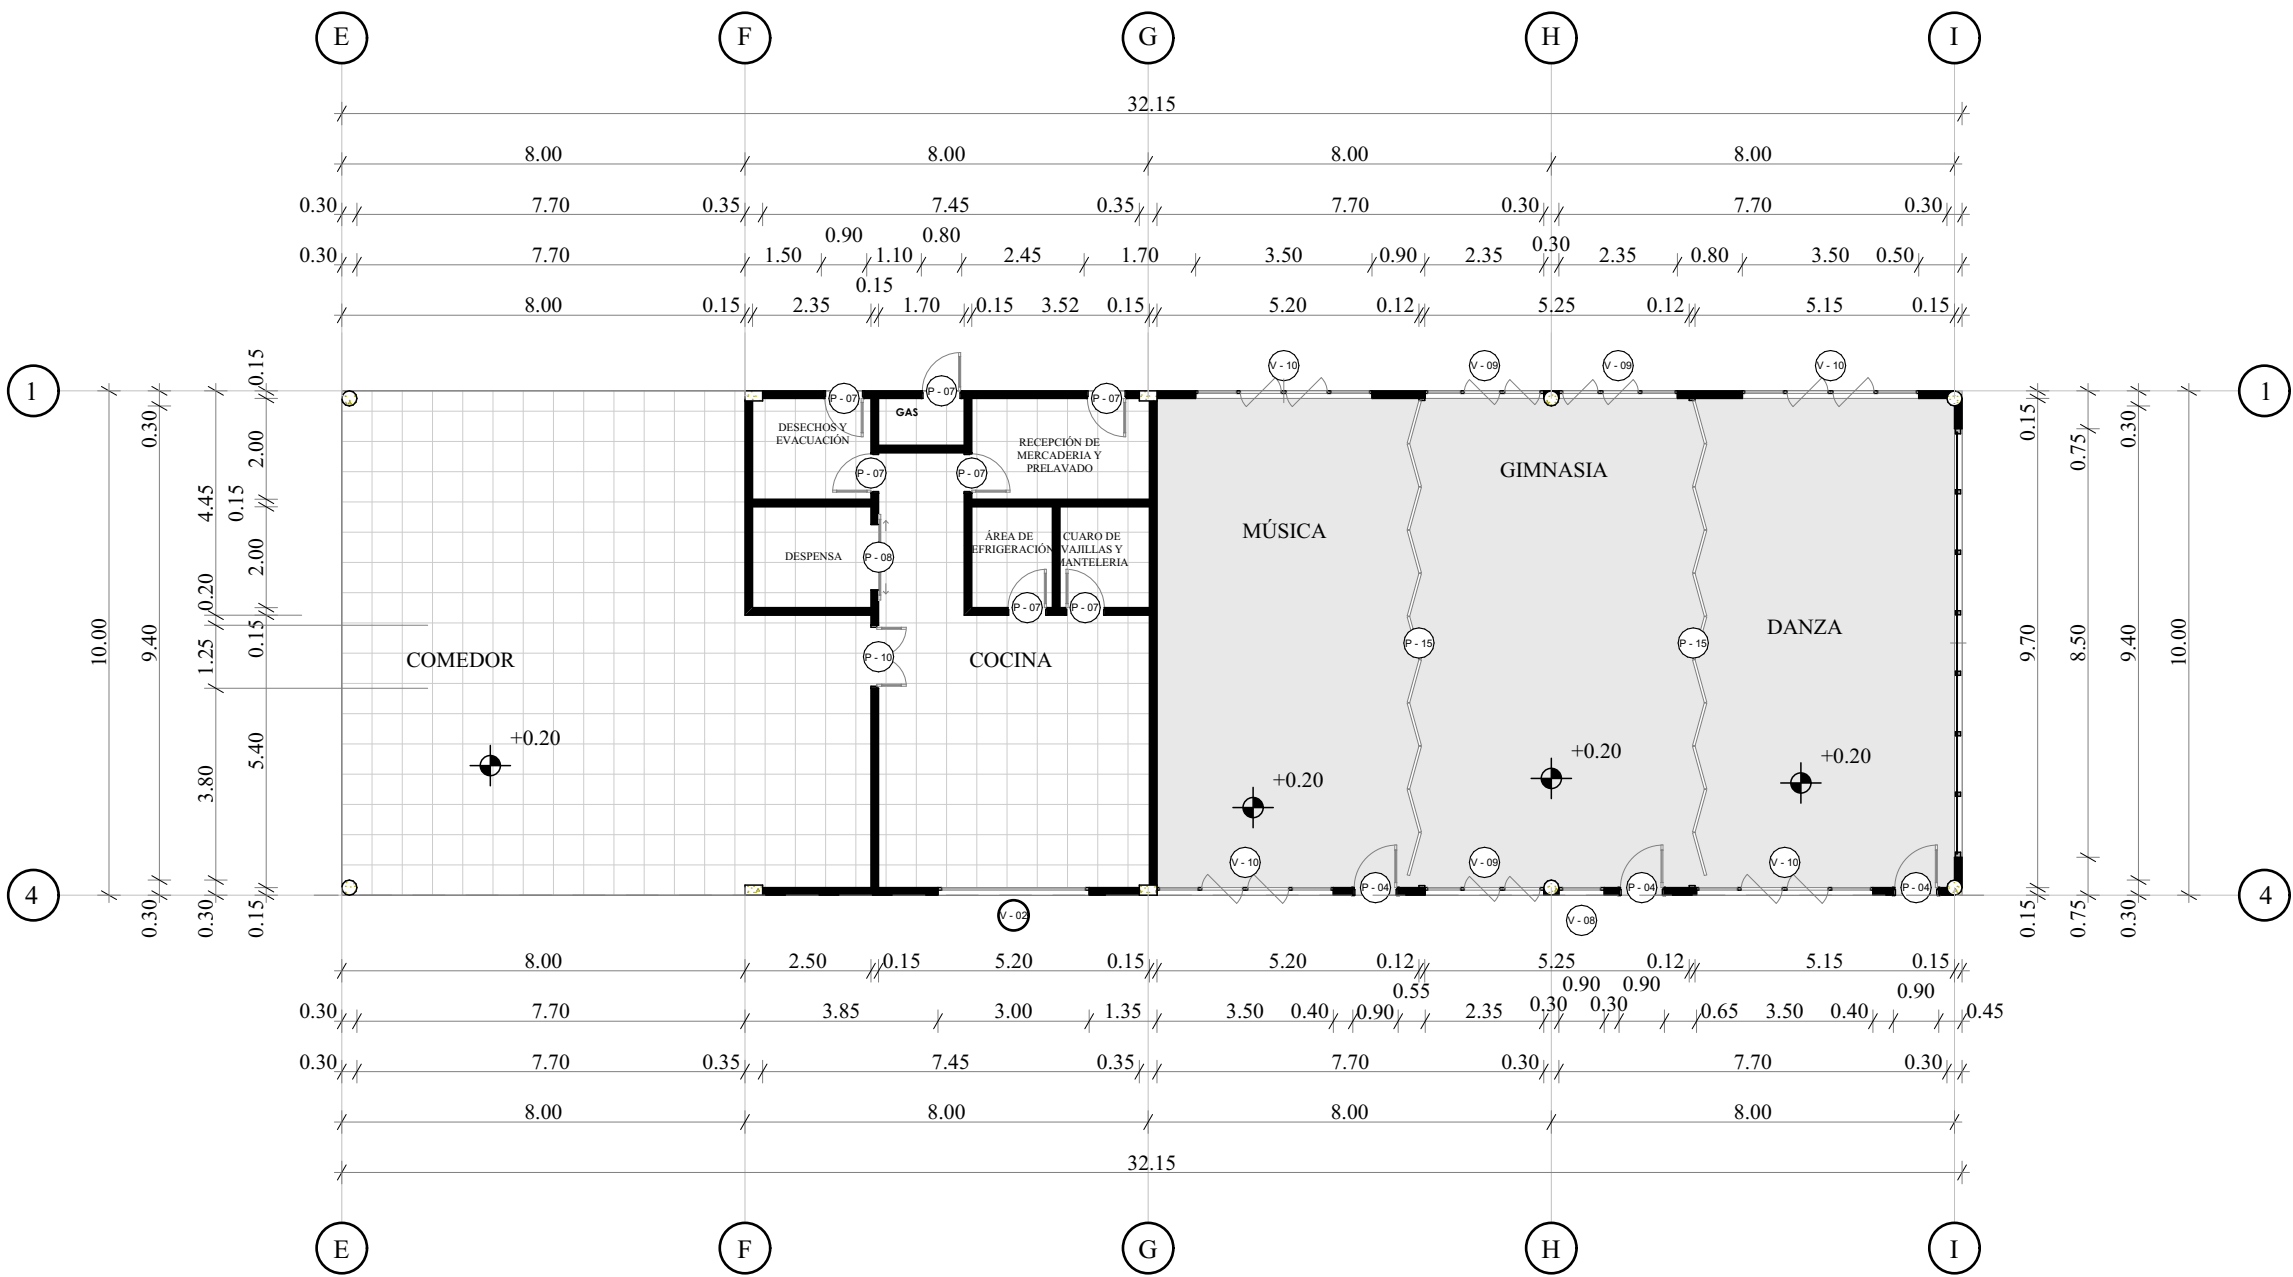 E F G H I
32.15
8.00 8.00 8.00 8.00
0.30 7.70 0.35 7.45 0.35 7.70 0.30 7.70 0.30
0.90 0.80
0.30 7.70 1.50 1.10 2.45 1.70 3.50 0.90 2.35 0.30 2.35 0.80 3.50 0.50
0.15
8.00 0.15 2.35 1.70 0.15 3.52 0.15 5.20 0.12 5.25 0.12 5.15 0.15
V - 10 V - 09 V - 09 V - 10
1 1
P - 07 P - 07 P - 07
GAS
DESECHOS Y
EVACUACIÓN
RECEPCIÓN DE
MERCADERIA Y
PRELAVADO
P - 07 P - 07
GIMNASIA
MÚSICA
ÁREA DE
EFRIGERACIÓN
CUARO DE
VAJILLAS Y
MANTELERIA
DESPENSA
P - 08
P - 07 P - 07
DANZA
P - 15 P - 15
COMEDOR
P - 10
COCINA
+0.20
+0.20
+0.20
+0.20
V - 10 V - 09 V - 10
P - 04 P - 04 P - 04
4 4
V - 02 V - 08
10.00
0.30
9.40
0.30
4.45
0.20
1.25
3.80
0.30
0.15
2.00
0.15
2.00
0.15
5.40
0.15
0.15
9.70
0.15
0.75
8.50
0.75
0.30
9.40
0.30
10.00
8.00 2.50 0.15 5.20 0.15 5.20 0.12 5.25 0.12 5.15 0.15
0.55 0.90 0.90 0.90
0.30 7.70 3.85 3.00 1.35 3.50 0.40 0.90 2.35 0.30 0.30 0.65 3.50 0.40 0.45
0.30 7.70 0.35 7.45 0.35 7.70 0.30 7.70 0.30
8.00 8.00 8.00 8.00
32.15
E F G H I